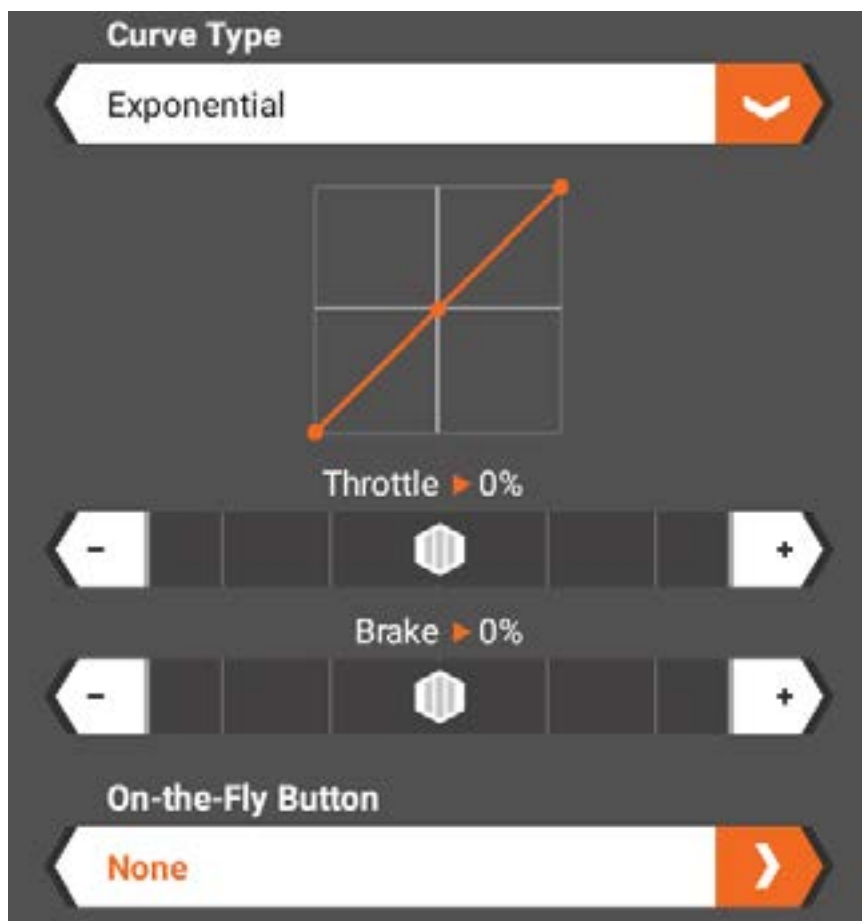 Curve Type
Exponential
Throttle ▶ 0%
- +
Brake ▶ 0%
- +
On-the-Fly Button
None